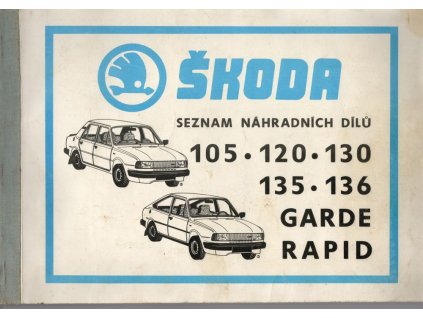 ŠKODA
SEZNAM NÁHRADNÍCH DÍLŮ
105 • 120 • 130
135 • 136
GARDE
RAPID